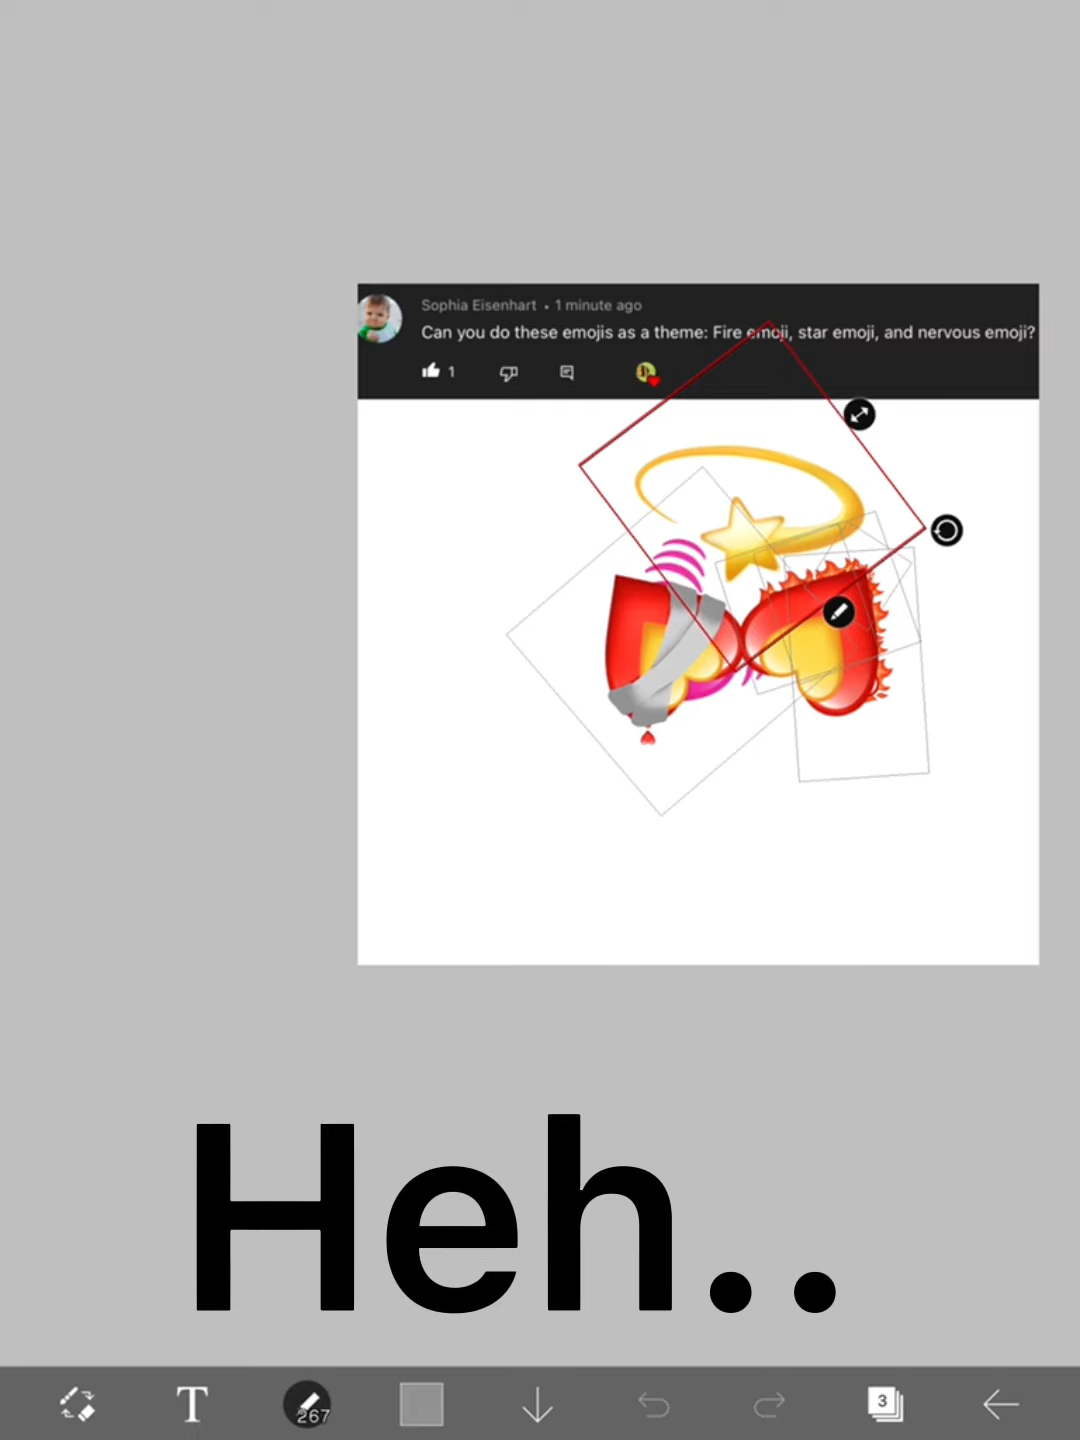 Sophia Eisenhart • 1 minute ago
Can you do these emojis as a theme: Fire emoji, star emoji, and nervous emoji?
1
Heh..
T
267
3